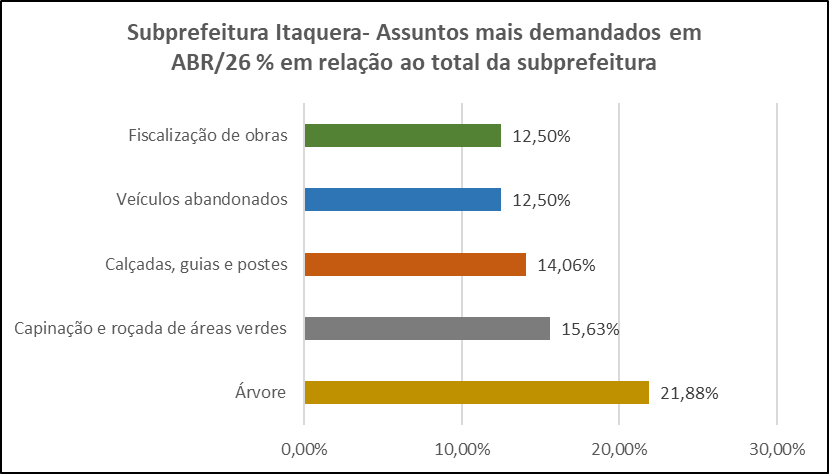 Subprefeitura Itaquera- Assuntos mais demandados em
ABR/26 % em relação ao total da subprefeitura
Fiscalização de obras 12,50%
Veículos abandonados 12,50%
Calçadas, guias e postes 14,06%
Capinação e roçada de áreas verdes 15,63%
Árvore 21,88%
0,00% 10,00% 20,00% 30,00%